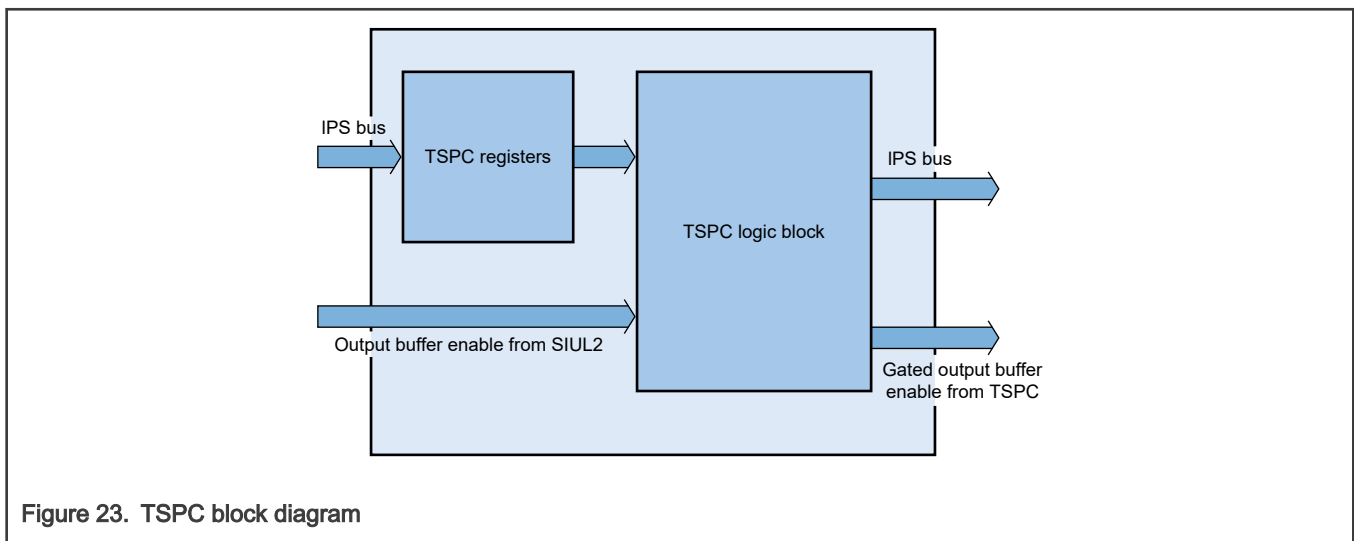 IPS bus
TSPC registers
IPS bus
TSPC logic block
Output buffer enable from SIUL2
Gated output buffer
enable from TSPC
Figure 23. TSPC block diagram